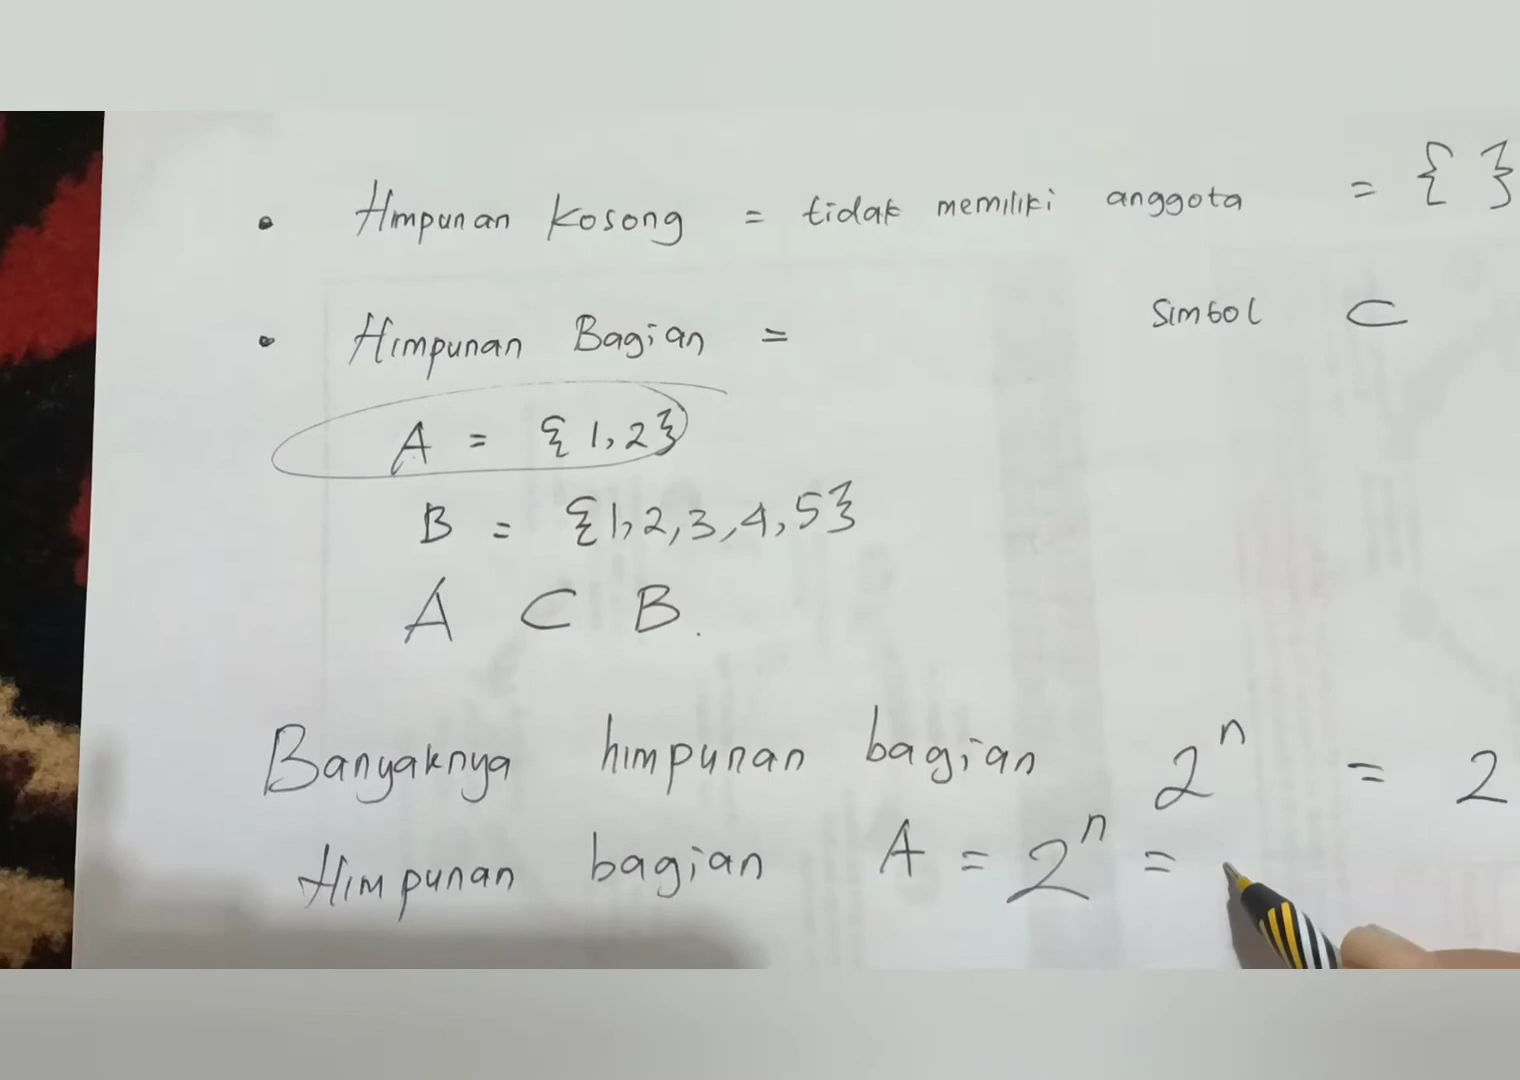 • Himpunan Kosong = tidak memiliki anggota = { }
• Himpunan Bagian = Simbol ⊂
A = {1,2}
B = {1,2,3,4,5}
A ⊂ B.
Banyaknya himpunan bagian 2ⁿ = 2
Himpunan bagian A = 2ⁿ =